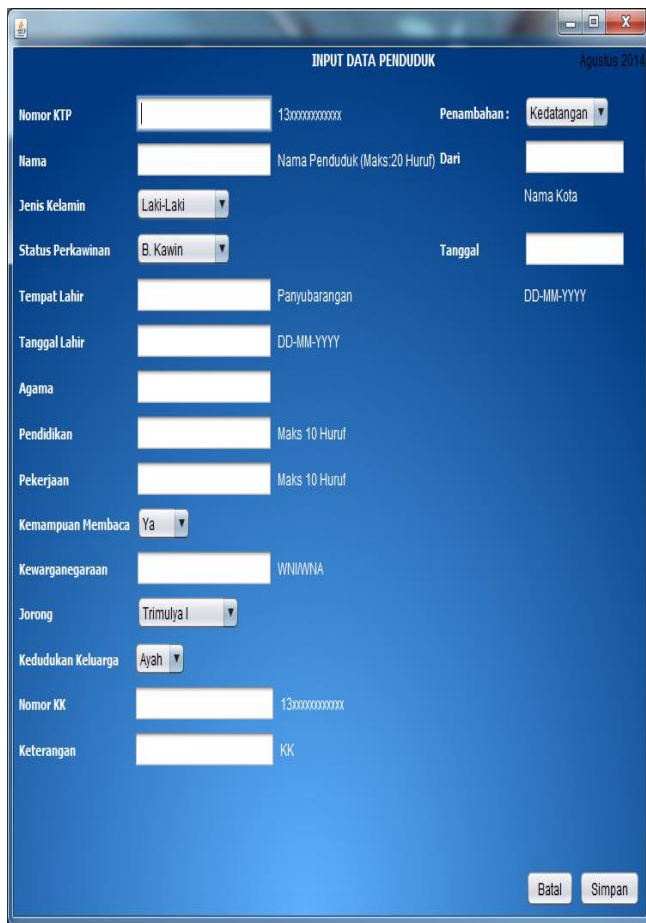 INPUT DATA PENDUDUK
Agustus 2014
Nomor KTP 13xxxxxxxxxxx Penambahan : Kedatangan
Nama Nama Penduduk (Maks:20 Huruf) Dari
Jenis Kelamin Laki-Laki Nama Kota
Status Perkawinan B. Kawin Tanggal
Tempat Lahir Panyubarangan DD-MM-YYYY
Tanggal Lahir DD-MM-YYYY
Agama
Pendidikan Maks 10 Huruf
Pekerjaan Maks 10 Huruf
Kemampuan Membaca Ya
Kewarganegaraan WNI/WNA
Jorong Trimulya I
Kedudukan Keluarga Ayah
Nomor KK 13xxxxxxxxxxx
Keterangan KK
Batal Simpan